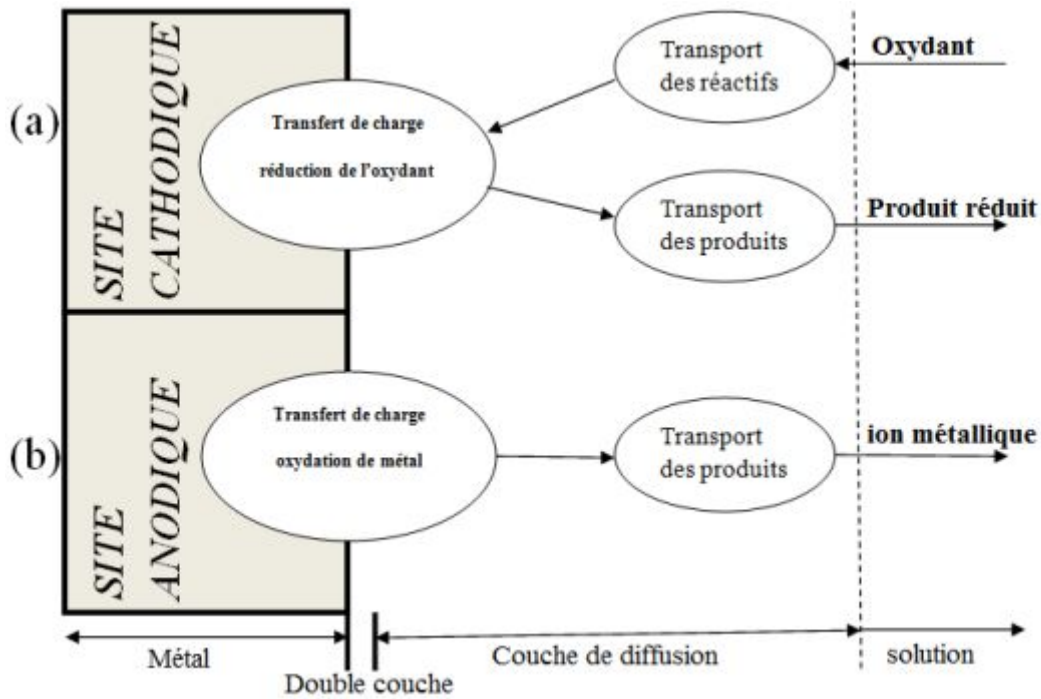 (a)
SITE
CATHODIQUE
Transfert de charge
réduction de l'oxydant
Transport
des réactifs
Oxydant
Transport
des produits
Produit réduit
(b)
SITE
ANODIQUE
Transfert de charge
oxydation de métal
Transport
des produits
ion métallique
Métal
Double couche
Couche de diffusion
solution